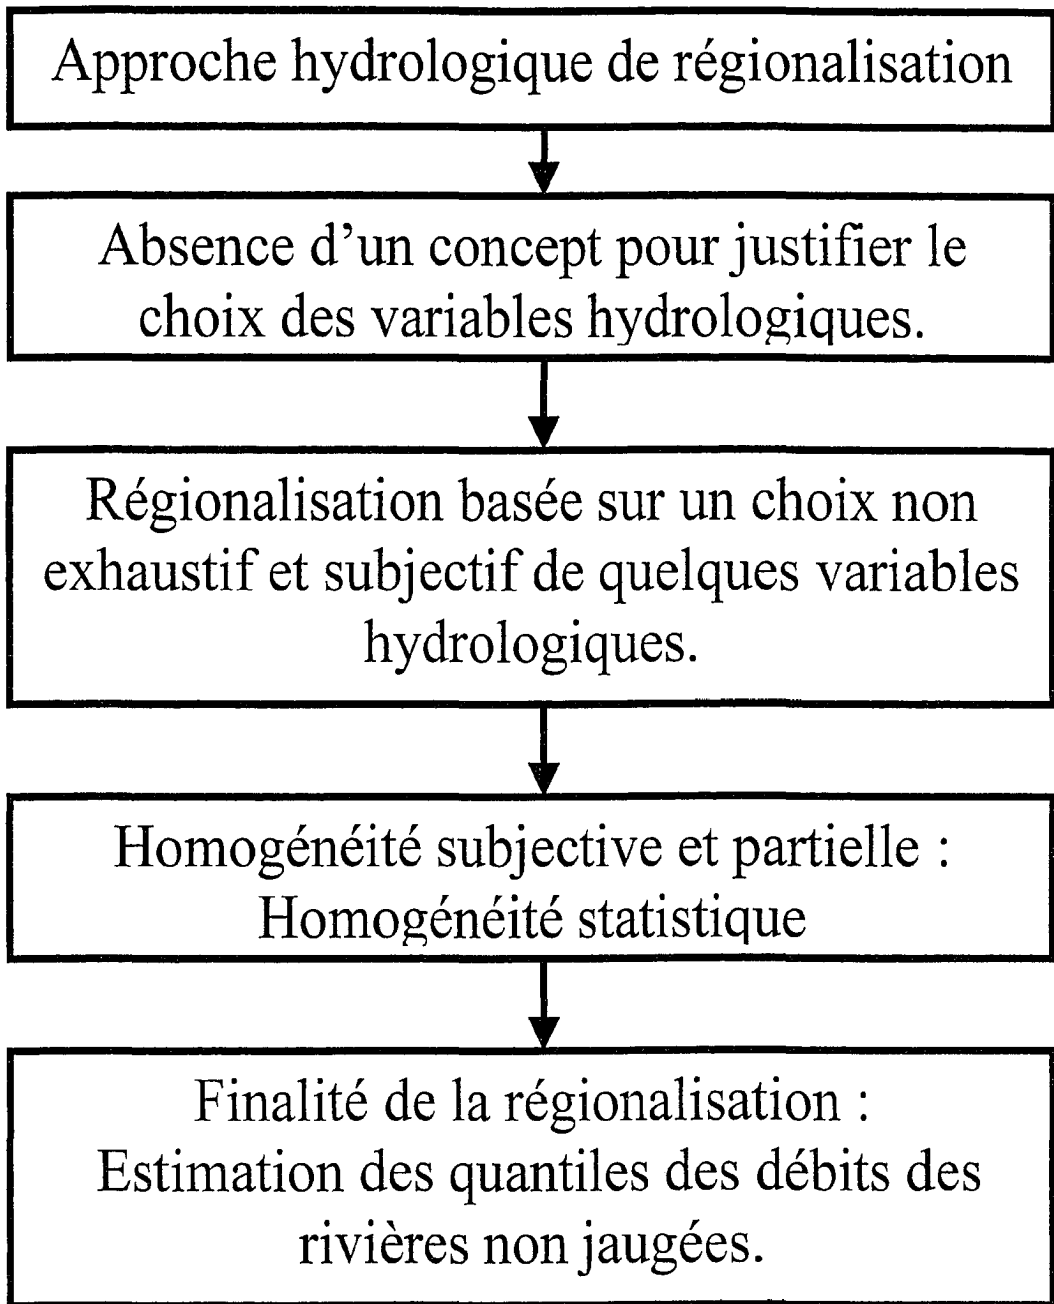 Approche hydrologique de régionalisation
Absence d'un concept pour justifier le
choix des variables hydrologiques.
Régionalisation basée sur un choix non
exhaustif et subjectif de quelques variables
hydrologiques.
Homogénéité subjective et partielle :
Homogénéité statistique
Finalité de la régionalisation :
Estimation des quantiles des débits des
rivières non jaugées.